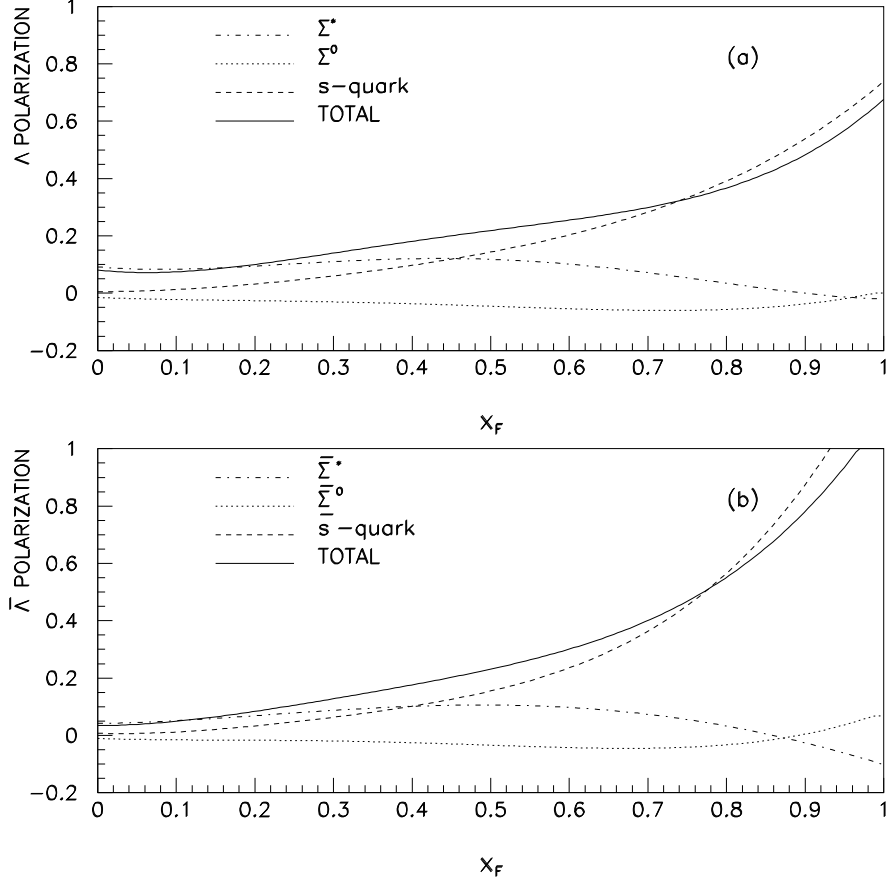 Λ POLARIZATION
1
0.8
0.6
0.4
0.2
0
−0.2
Σ*
Σ⁰
s−quark
TOTAL
(a)
0 0.1 0.2 0.3 0.4 0.5 0.6 0.7 0.8 0.9 1
X_F
Λ̅ POLARIZATION
1
0.8
0.6
0.4
0.2
0
−0.2
Σ̅*
Σ̅⁰
s̅−quark
TOTAL
(b)
0 0.1 0.2 0.3 0.4 0.5 0.6 0.7 0.8 0.9 1
X_F